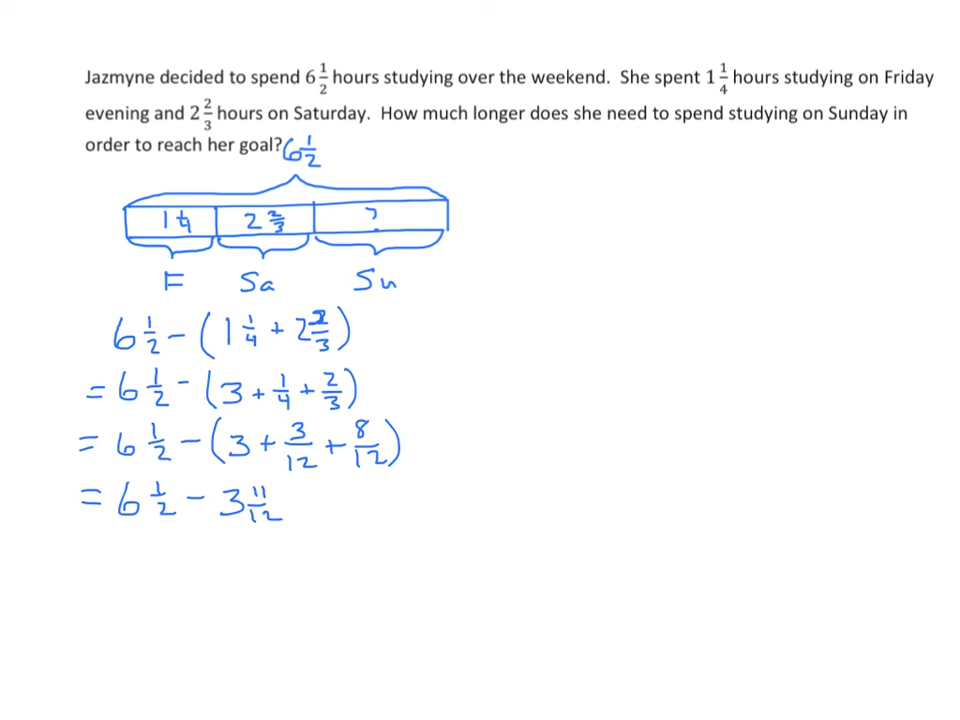 Jazmyne decided to spend 6 1/2 hours studying over the weekend. She spent 1 1/4 hours studying on Friday
evening and 2 2/3 hours on Saturday. How much longer does she need to spend studying on Sunday in
order to reach her goal?
6 1/2
1 1/4 2 2/3 ?
F Sa Su
6 1/2 - (1 1/4 + 2 2/3)
= 6 1/2 - (3 + 1/4 + 2/3)
= 6 1/2 - (3 + 3/12 + 8/12)
= 6 1/2 - 3 11/12